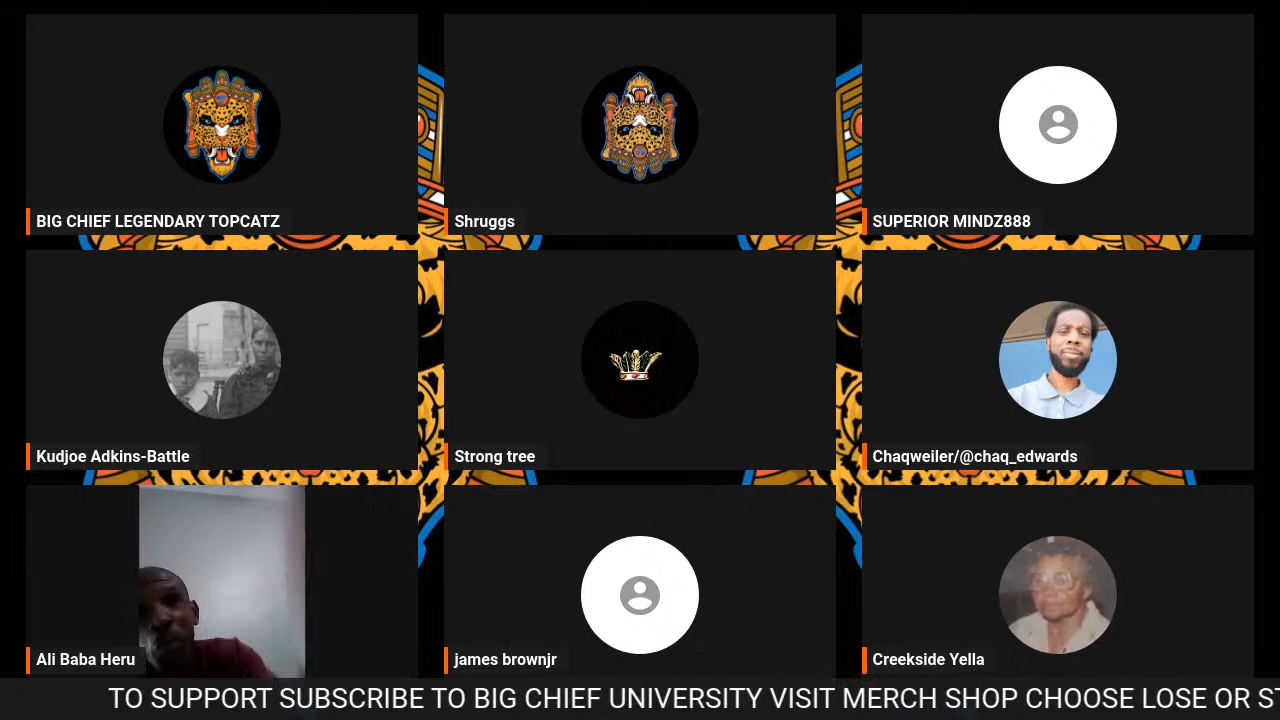 BIG CHIEF LEGENDARY TOPCATZ
Shruggs
SUPERIOR MINDZ888
Kudjoe Adkins-Battle
Strong tree
Chaqweiler/@chaq_edwards
Ali Baba Heru
james brownjr
Creekside Yella
TO SUPPORT SUBSCRIBE TO BIG CHIEF UNIVERSITY VISIT MERCH SHOP CHOOSE LOSE OR